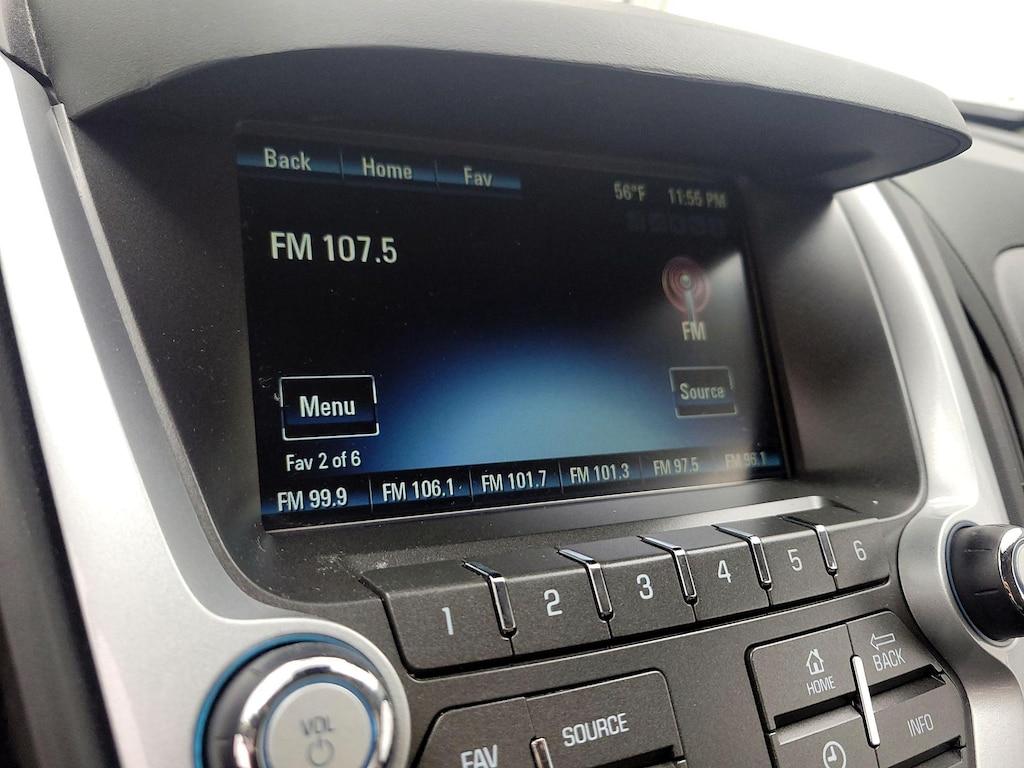 Back Home Fav
56°F 11:55 PM
FM 107.5
FM
Menu Source
Fav 2 of 6
FM 99.9 FM 106.1 FM 101.7 FM 101.3 FM 97.5 FM 96.1
1 2 3 4 5 6
HOME BACK
VOL FAV SOURCE INFO